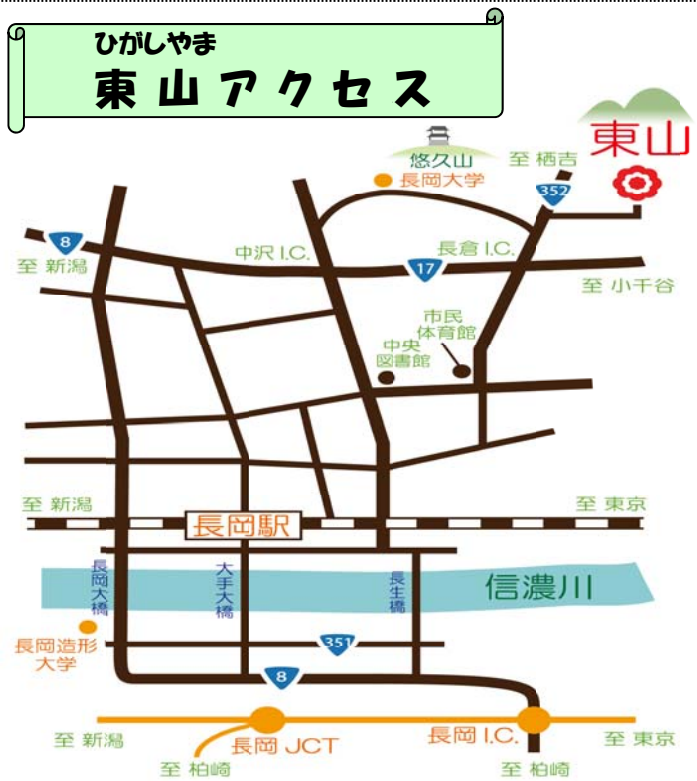 ひがしやま
東山アクセス
東山
悠久山
至 栖吉
長岡大学
352
8
中沢 I.C.
長倉 I.C.
至 新潟
17
至 小千谷
市民
体育館
中央
図書館
至 新潟
至 東京
長岡駅
長岡大橋
大手大橋
長生橋
信濃川
長岡造形
大学
351
8
至 新潟
長岡 JCT
長岡 I.C.
至 東京
至 柏崎
至 柏崎